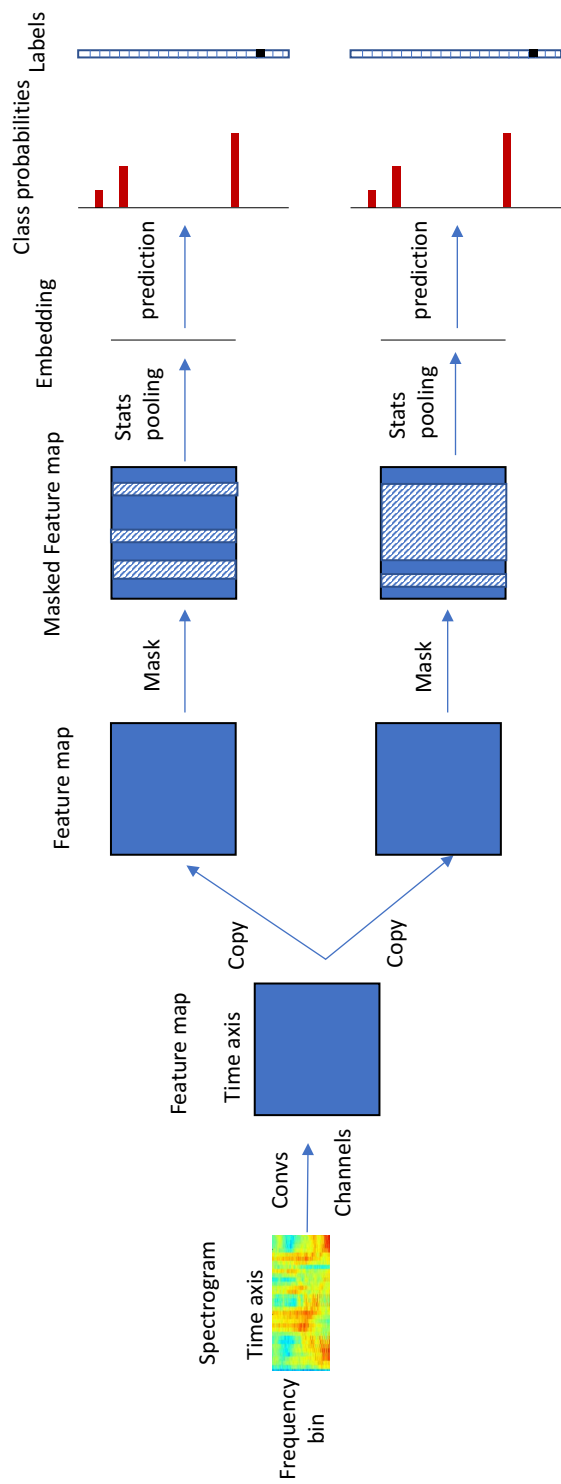 Spectrogram
Time axis
Frequency
bin
Convs
Channels
Feature map
Time axis
Copy
Copy
Feature map
Mask
Mask
Masked Feature map
Stats
pooling
Stats
pooling
Embedding
prediction
prediction
Class probabilities
Labels